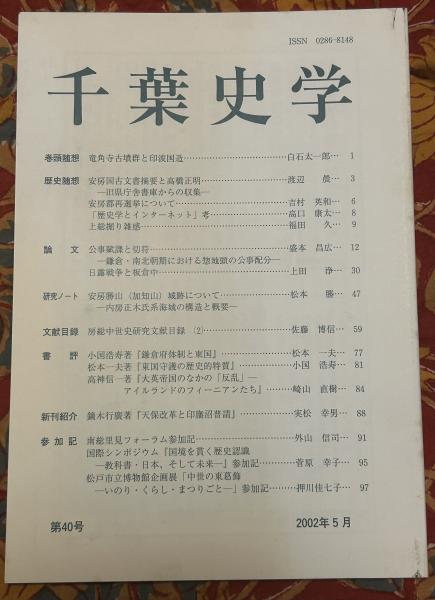 ISSN 0286-8148
千葉史学
巻頭随想 竜角寺古墳群と印波国造……………………………白石太一郎… 1
歴史随想 安房国古文書摘要と高橋正明……………………渡辺 晨… 3
―旧県庁舎書庫からの収集―
安房郡再選挙について…………………………吉村 英和… 6
「歴史学とインターネット」考……………………高口 康太… 8
上総掘り雑感……………………………………福田 久… 9
論文 公事賦課と切符……………………………………盛本 昌広… 12
―鎌倉・南北朝期における惣地頭の公事配分―
日露戦争と板倉中………………………………上田 浄… 30
研究ノート 安房勝山(加知山)城跡について………………松本 勝… 47
―内房正木氏系海城の構造と概要―
文献目録 房総中世史研究文献目録(2)……………………佐藤 博信… 59
書評 小国浩寿著『鎌倉府体制と東国』…………………松本 一夫… 77
松本一夫著『東国守護の歴史的特質』………………小国 浩寿… 81
高神信一著『大英帝国のなかの「反乱」―
アイルランドのフィーニアンたち』………崎山 直樹… 84
新刊紹介 鏑木行廣著『天保改革と印旛沼普請』………………実松 幸男… 88
参加記 南総里見フォーラム参加記…………………………外山 信司… 91
国際シンポジウム『国境を貫く歴史認識
―教科書・日本、そして未来―』参加記…………菅原 幸子… 95
松戸市立博物館企画展「中世の東葛飾
―いのり・くらし・まつりごと―」参加記………押川佳七子… 97
第40号 2002年5月